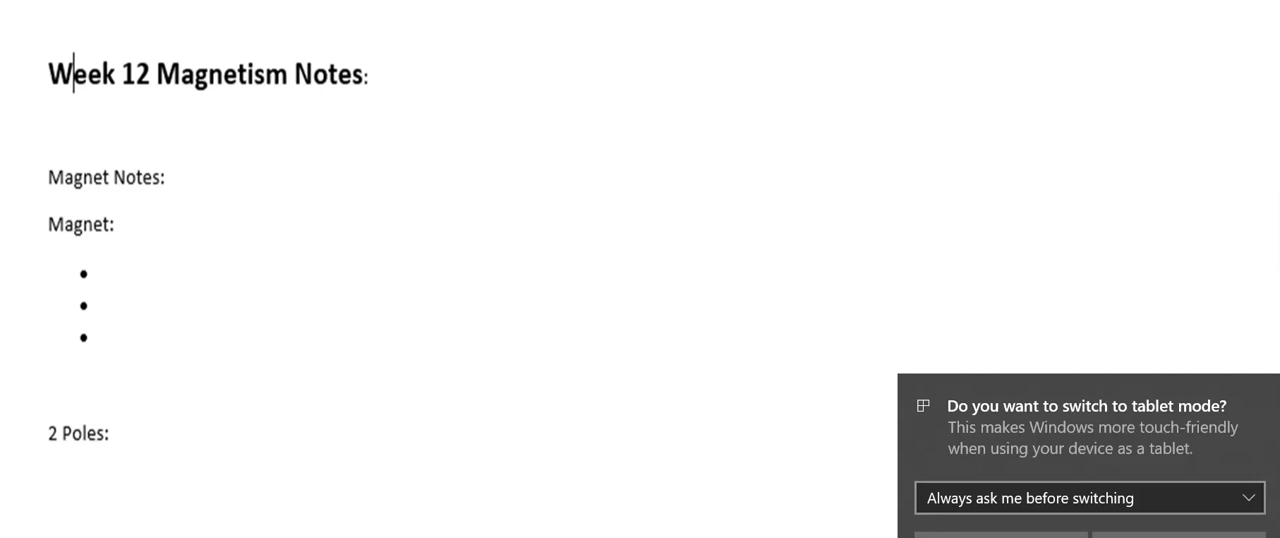 Week 12 Magnetism Notes:
Magnet Notes:
Magnet:
•
•
•
2 Poles:
Do you want to switch to tablet mode?
This makes Windows more touch-friendly
when using your device as a tablet.
Always ask me before switching